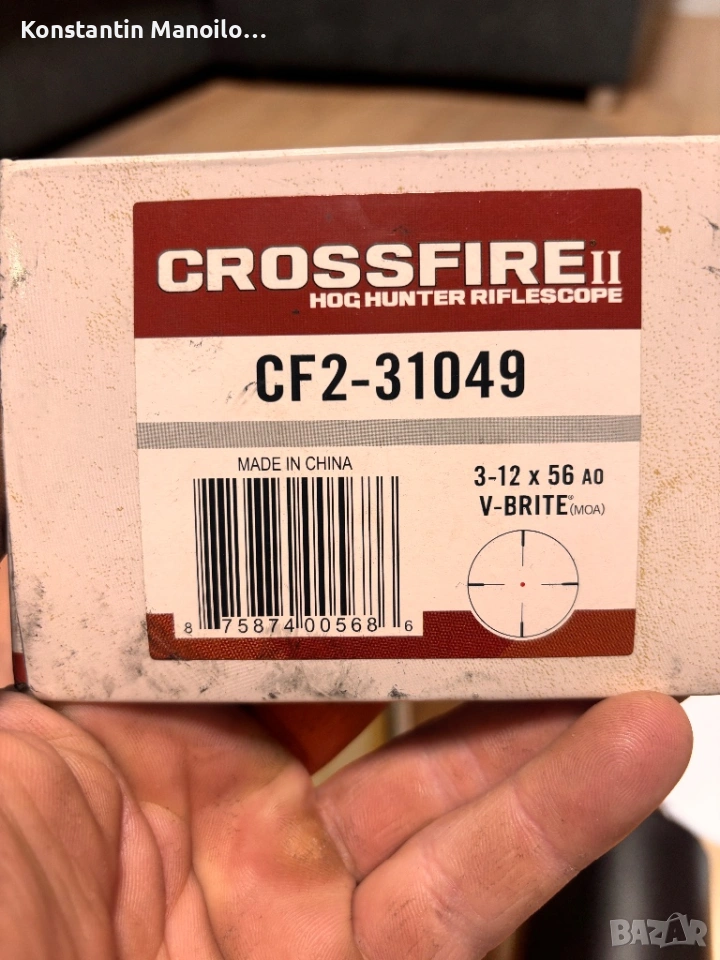 Konstantin Manoilo...
CROSSFIRE II
HOG HUNTER RIFLESCOPE
CF2-31049
MADE IN CHINA
3-12 x 56 AO
V-BRITE® (MOA)
8 75874 00568 6
BAZAR